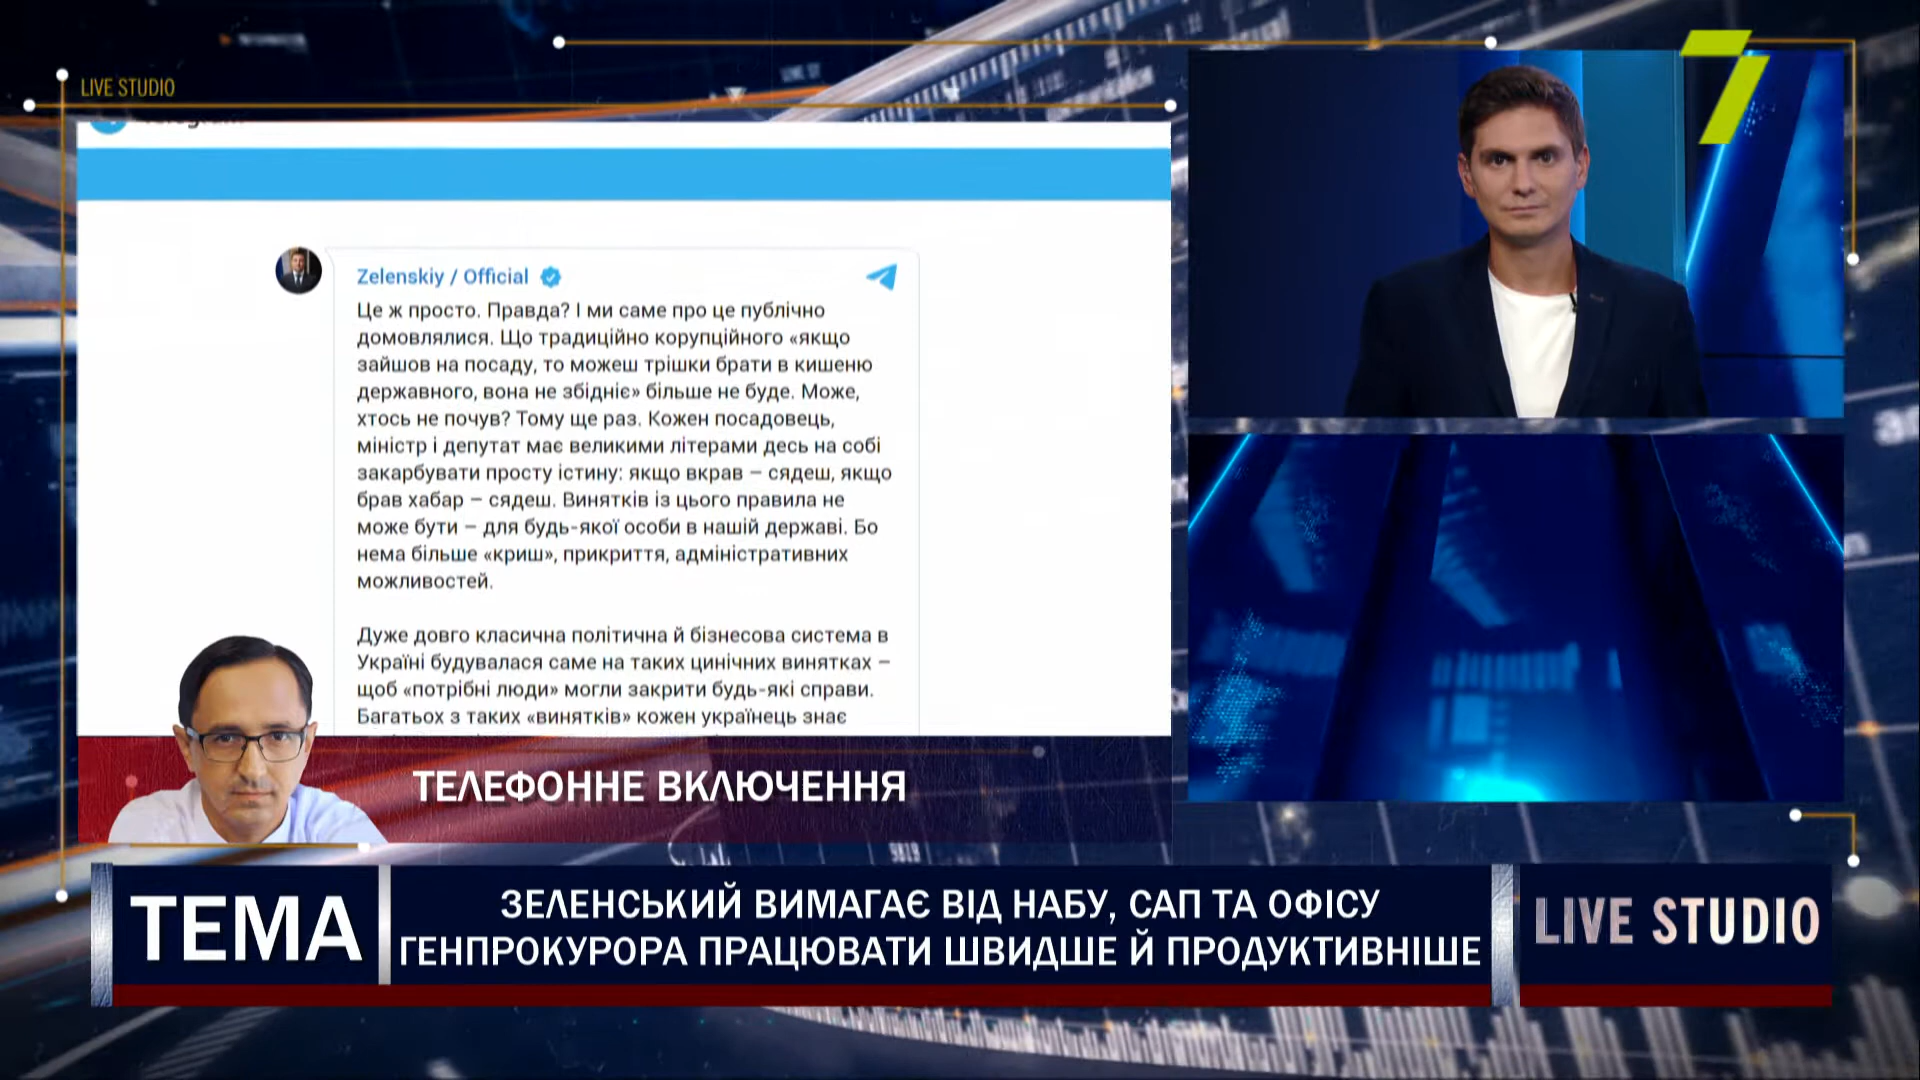 LIVE STUDIO
7
Zelenskiy / Official
Це ж просто. Правда? І ми саме про це публічно
домовлялися. Що традиційно корупційного «якщо
зайшов на посаду, то можеш трішки брати в кишеню
державного, вона не збідніє» більше не буде. Може,
хтось не почув? Тому ще раз. Кожен посадовець,
міністр і депутат має великими літерами десь на собі
закарбувати просту істину: якщо вкрав – сядеш, якщо
брав хабар – сядеш. Винятків із цього правила не
може бути – для будь-якої особи в нашій державі. Бо
нема більше «криш», прикриття, адміністративних
можливостей.
Дуже довго класична політична й бізнесова система в
Україні будувалася саме на таких цинічних винятках –
щоб «потрібні люди» могли закрити будь-які справи.
Багатьох з таких «винятків» кожен українець знає
ТЕЛЕФОННЕ ВКЛЮЧЕННЯ
ТЕМА
ЗЕЛЕНСЬКИЙ ВИМАГАЄ ВІД НАБУ, САП ТА ОФІСУ
ГЕНПРОКУРОРА ПРАЦЮВАТИ ШВИДШЕ Й ПРОДУКТИВНІШЕ
LIVE STUDIO